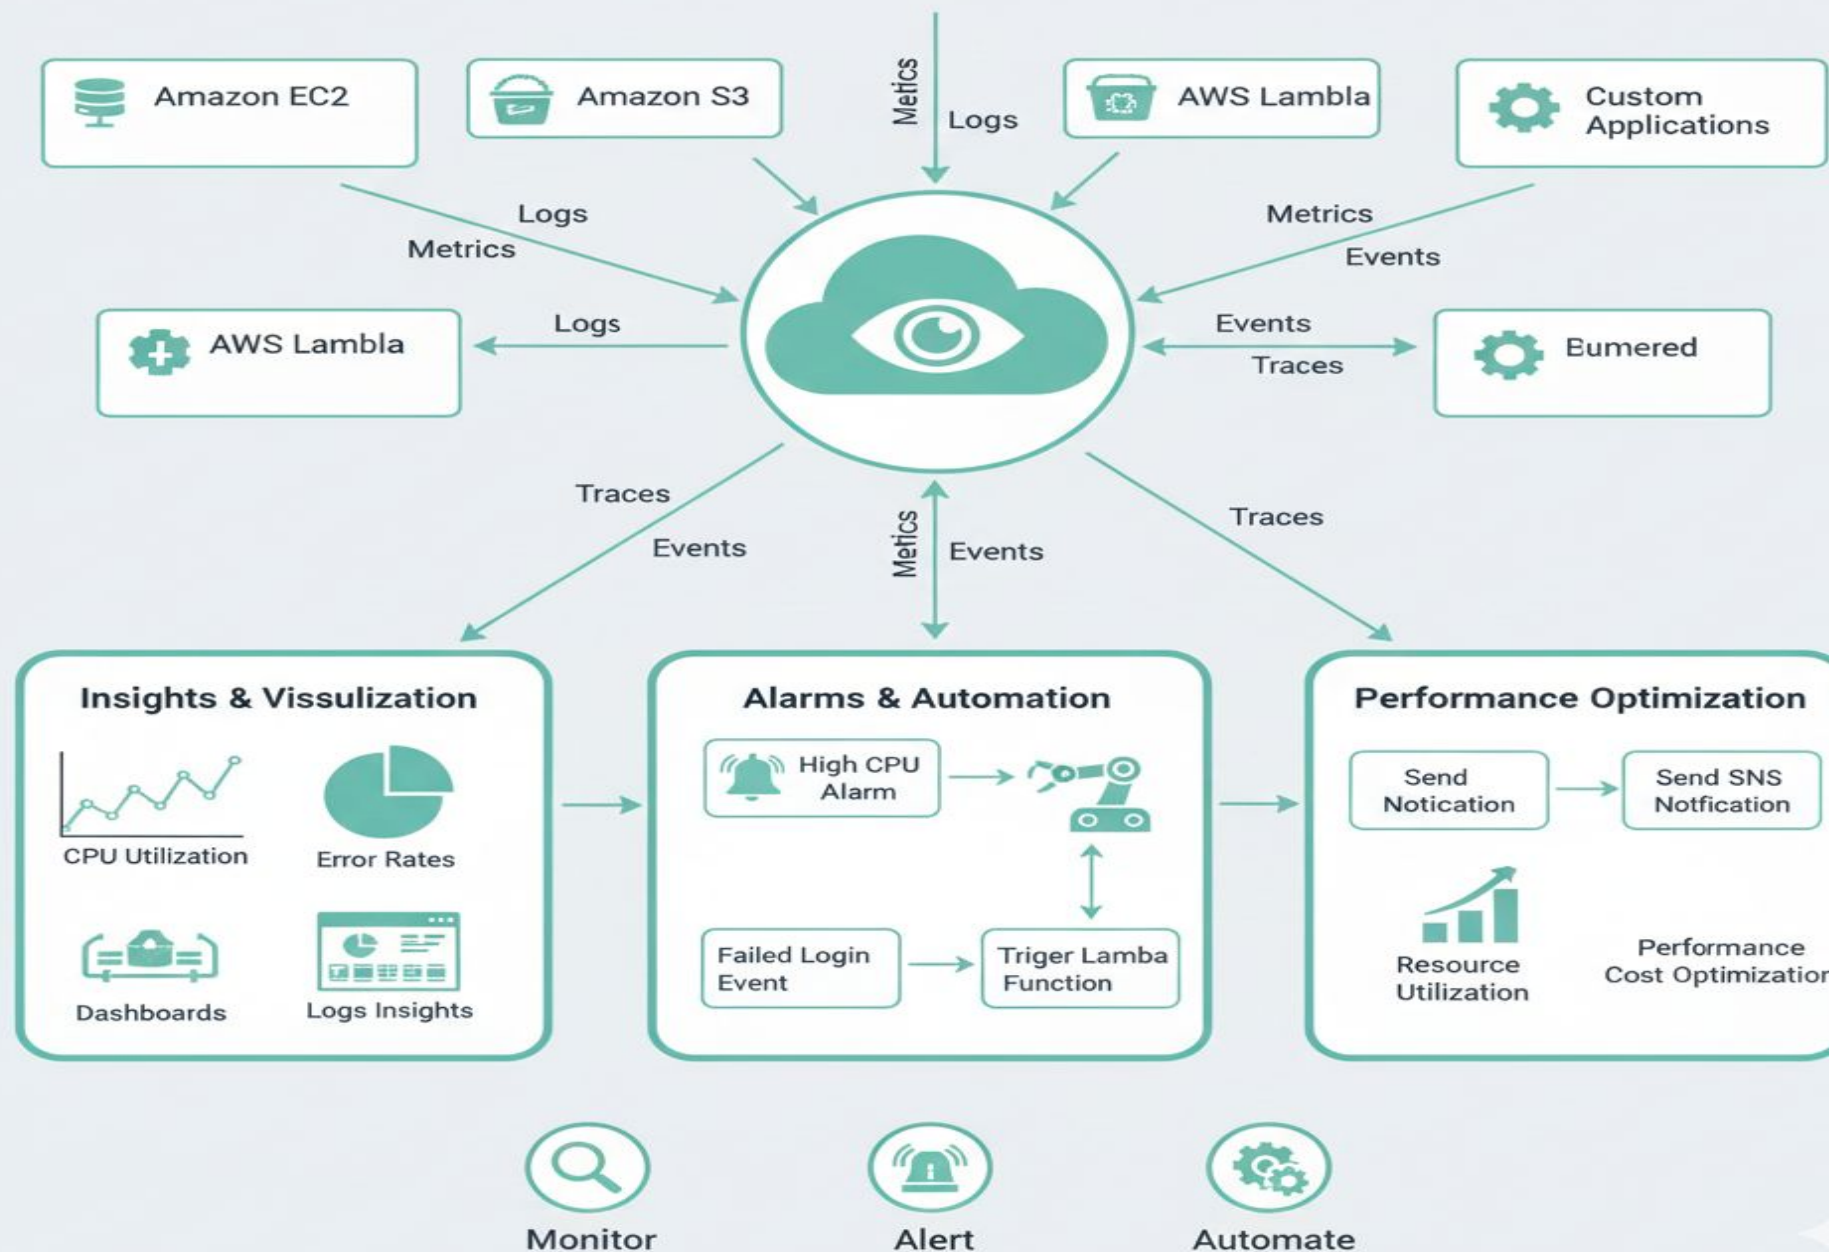 Amazon EC2
Amazon S3
Metics
Logs
AWS Lambla
Custom
Applications
Logs
Metrics
Metrics
Events
AWS Lambla
Logs
Events
Traces
Bumered
Traces
Events
Metics
Events
Traces
Insights & Vissulization
CPU Utilization
Error Rates
Dashboards
Logs Insights
Alarms & Automation
High CPU
Alarm
Failed Login
Event
Triger Lamba
Function
Performance Optimization
Send
Notication
Send SNS
Notfication
Resource
Utilization
Performance
Cost Optimization
Monitor
Alert
Automate